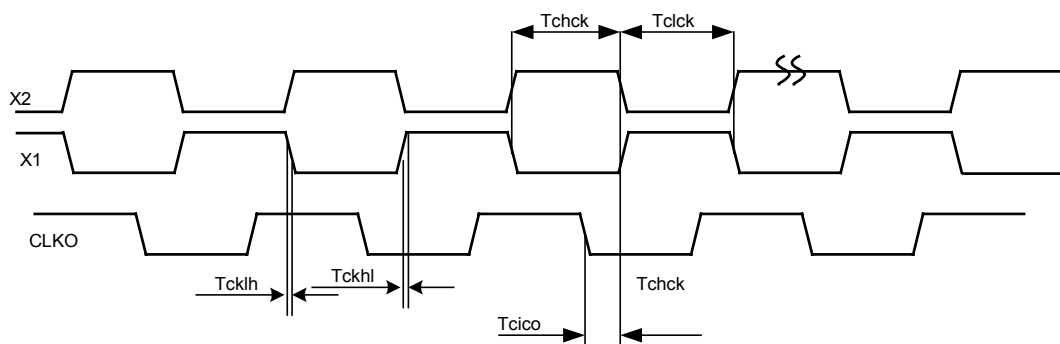 Tchck Tclck
X2
X1
CLKO
Tcklh Tckhl Tchck
Tcico